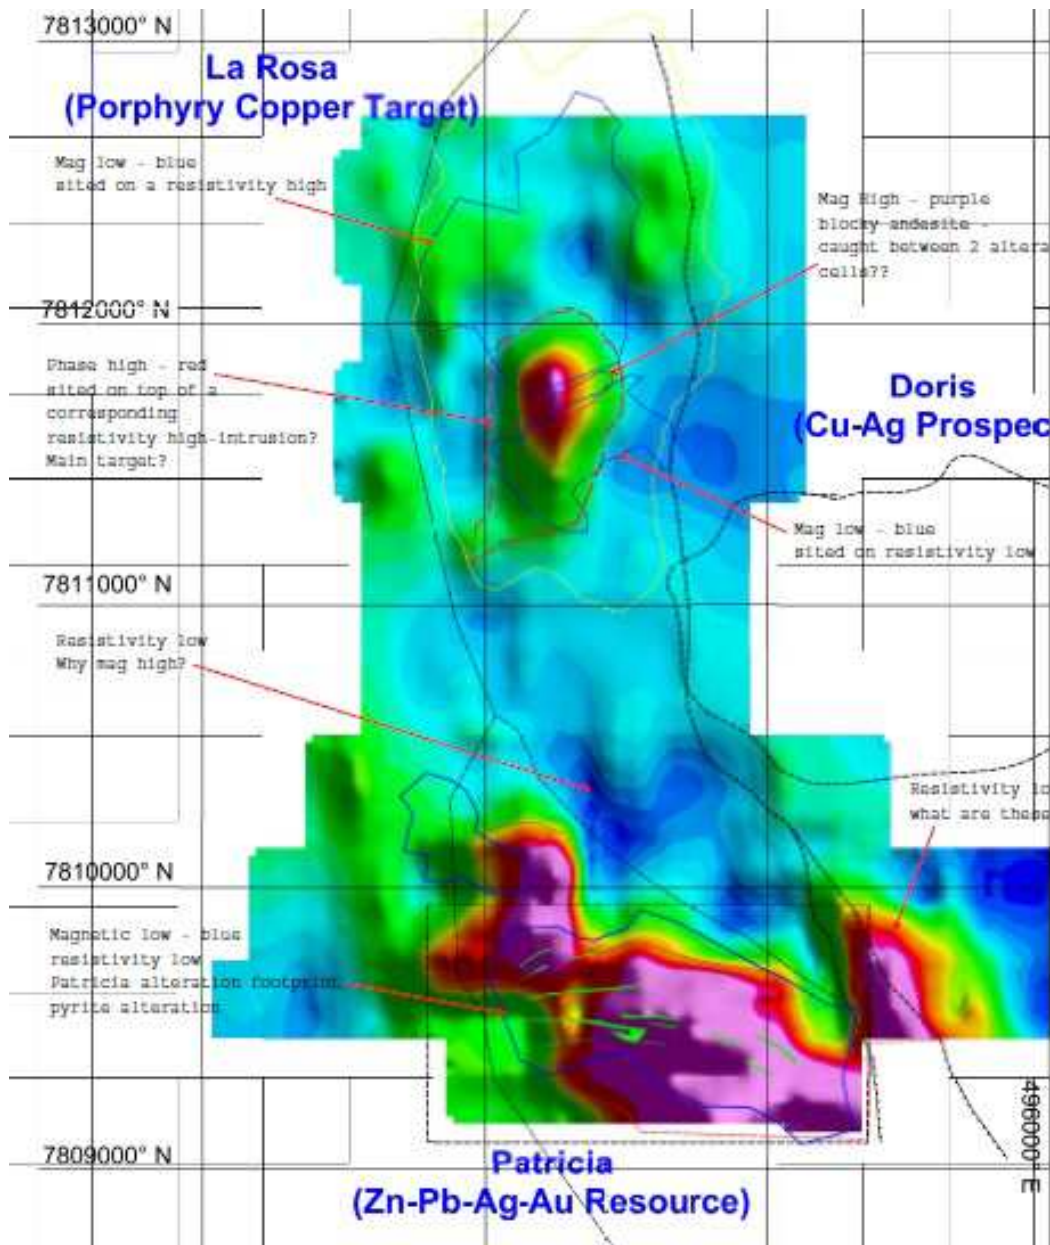 7813000° N
La Rosa
(Porphyry Copper Target)
Mag low - blue
sited on a resistivity high
Mag High - purple
blocky andesite -
caught between 2 altera
cells??
7812000° N
Phase high - red
sited on top of a
corresponding
resistivity high-intrusion?
Main target?
Doris
(Cu-Ag Prospec
Mag low - blue
sited on resistivity low
7811000° N
Resistivity low
Why mag high?
Resistivity lo
what are these
7810000° N
Magnetic low - blue
resistivity low
Patricia alteration footprint
pyrite alteration
496000° E
7809000° N
Patricia
(Zn-Pb-Ag-Au Resource)